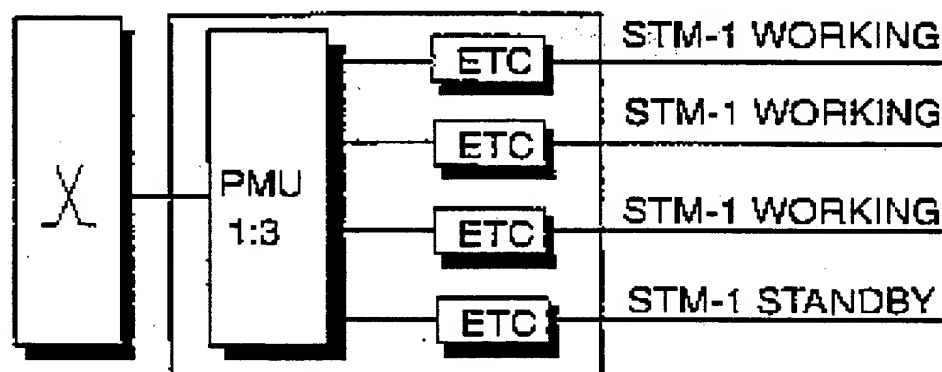 STM-1 WORKING
ETC
STM-1 WORKING
ETC
PMU
1:3
STM-1 WORKING
ETC
STM-1 STANDBY
ETC